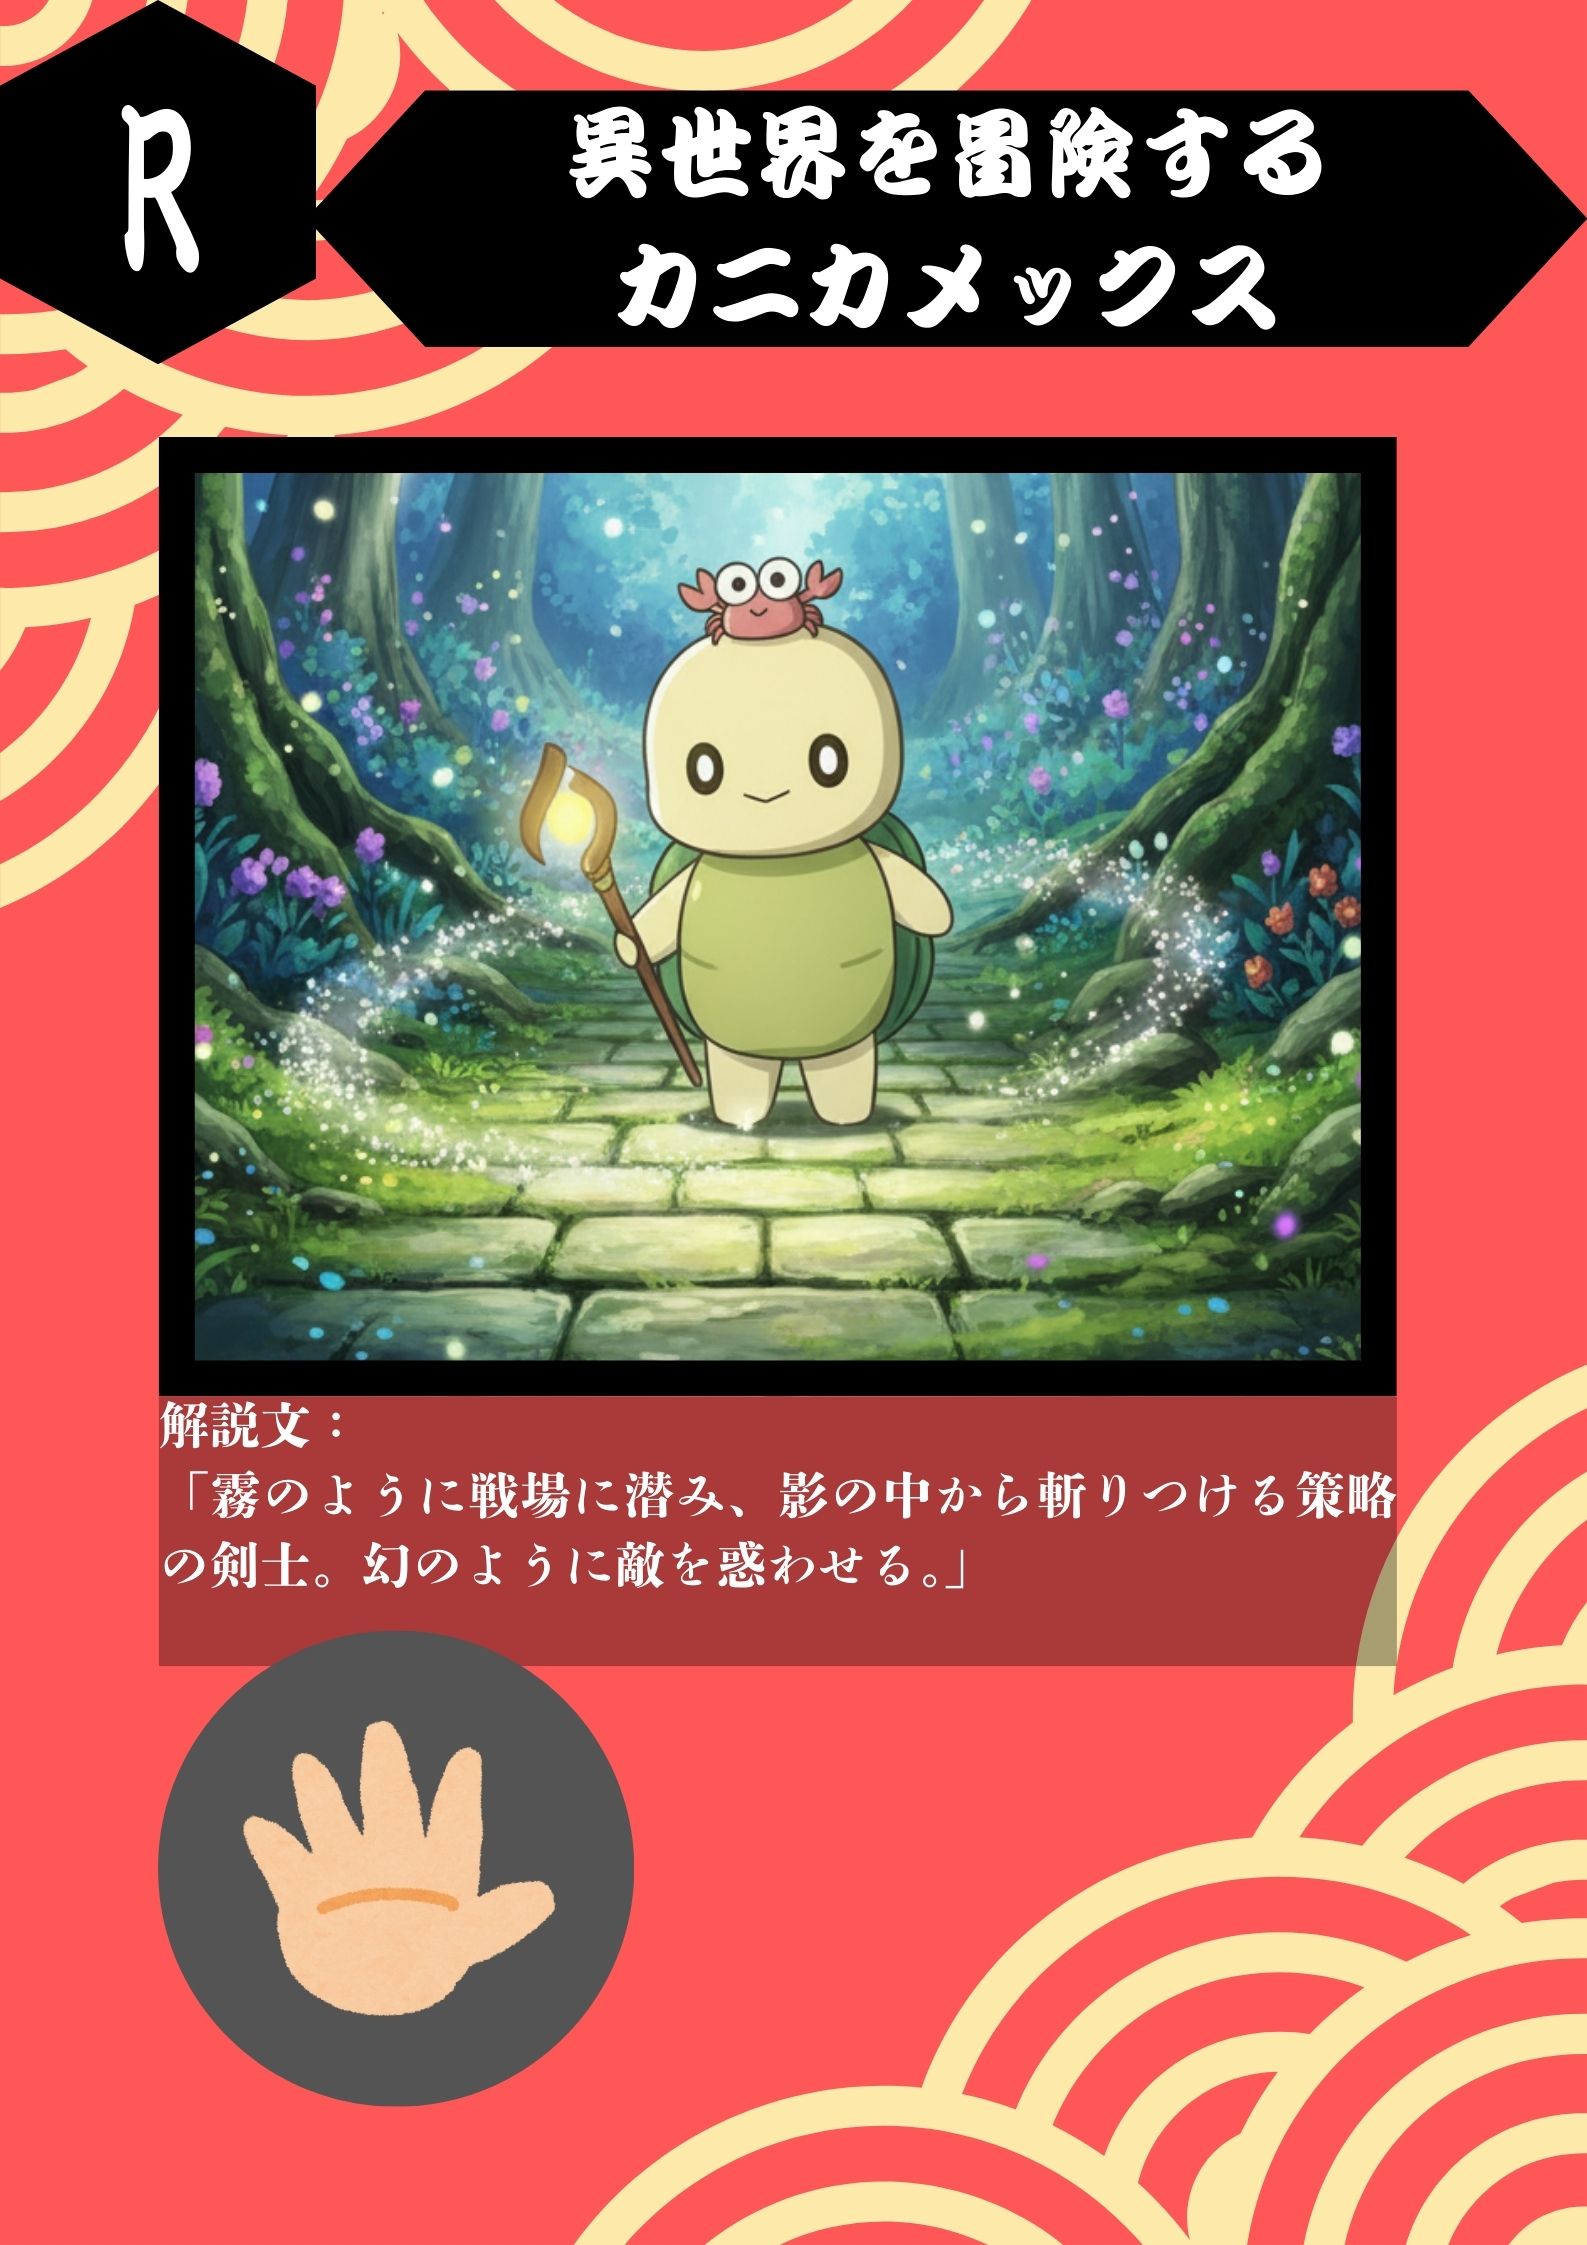 R
異世界を冒険する
カニカメックス
解説文：
「霧のように戦場に潜み、影の中から斬りつける策略
の剣士。幻のように敵を惑わせる。」